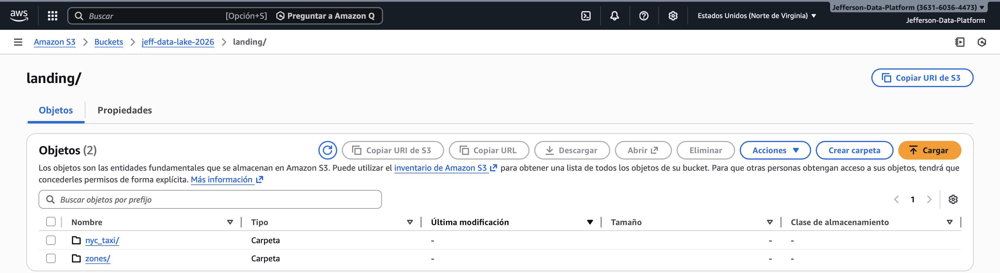 aws
Buscar [Opción+S] Preguntar a Amazon Q
Estados Unidos (Norte de Virginia)
Jefferson-Data-Platform (3631-6036-4473)
Jefferson-Data-Platform
Amazon S3 Buckets jeff-data-lake-2026 landing/
landing/
Copiar URI de S3
Objetos Propiedades
Objetos (2)
Copiar URI de S3 Copiar URL Descargar Abrir Eliminar Acciones Crear carpeta Cargar
Los objetos son las entidades fundamentales que se almacenan en Amazon S3. Puede utilizar el inventario de Amazon S3 para obtener una lista de todos los objetos de su bucket. Para que otras personas obtengan acceso a sus objetos, tendrá que
concederles permisos de forma explícita. Más información
Buscar objetos por prefijo
1
Nombre Tipo Última modificación Tamaño Clase de almacenamiento
nyc_taxi/ Carpeta - - -
zones/ Carpeta - - -